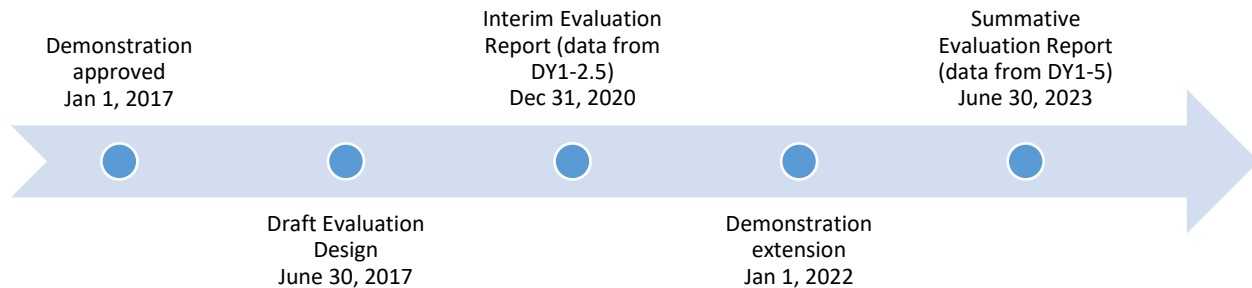 Demonstration
approved
Jan 1, 2017
Draft Evaluation
Design
June 30, 2017
Interim Evaluation
Report (data from
DY1-2.5)
Dec 31, 2020
Demonstration
extension
Jan 1, 2022
Summative
Evaluation Report
(data from DY1-5)
June 30, 2023